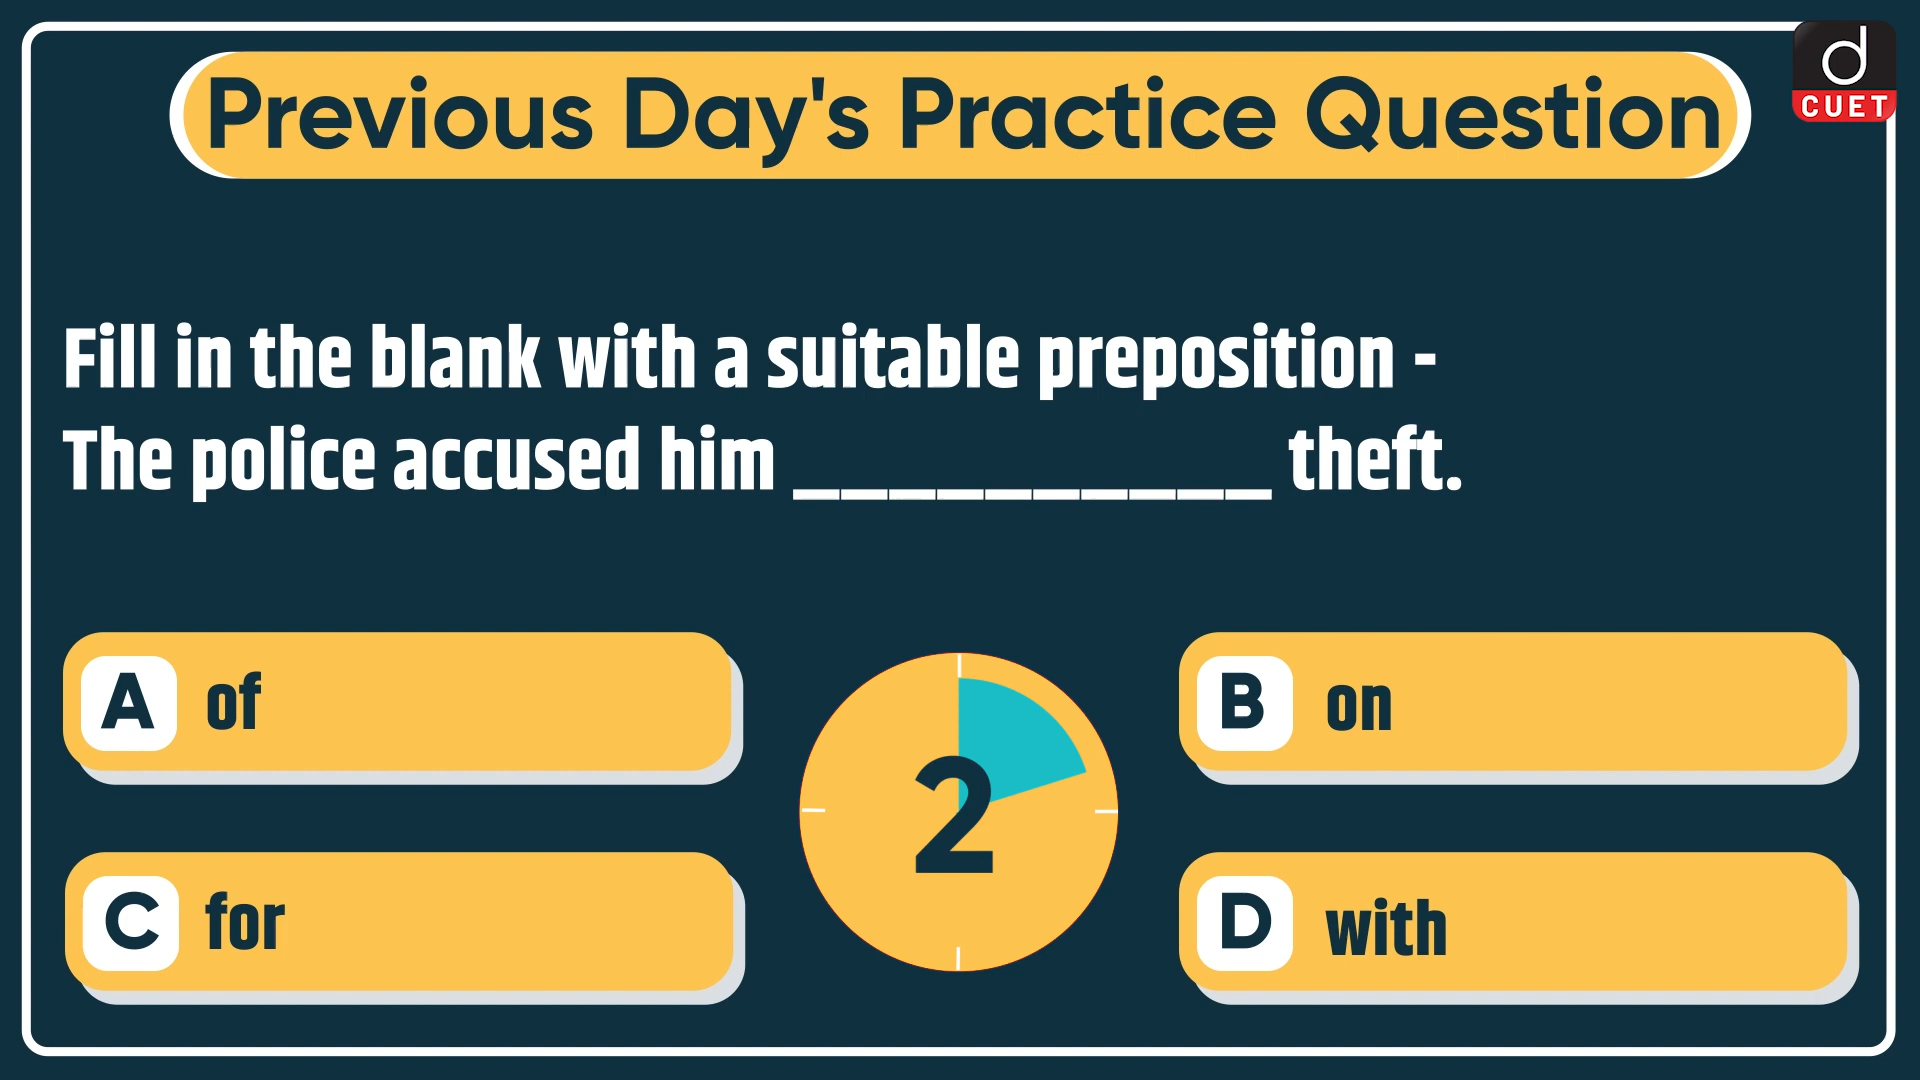 Previous Day's Practice Question
d
CUET
Fill in the blank with a suitable preposition -
The police accused him __________ theft.
A of
B on
2
C for
D with